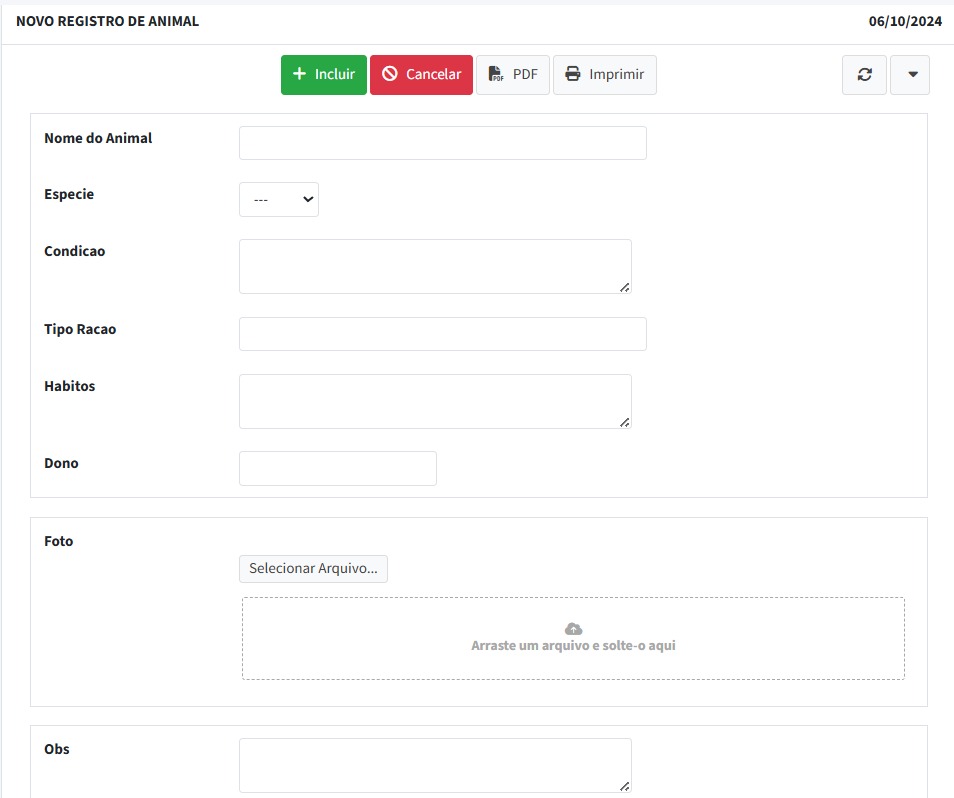 NOVO REGISTRO DE ANIMAL 06/10/2024
Incluir Cancelar PDF PDF Imprimir
Nome do Animal
Especie ---
Condicao
Tipo Racao
Habitos
Dono
Foto
Selecionar Arquivo...
Arraste um arquivo e solte-o aqui
Obs